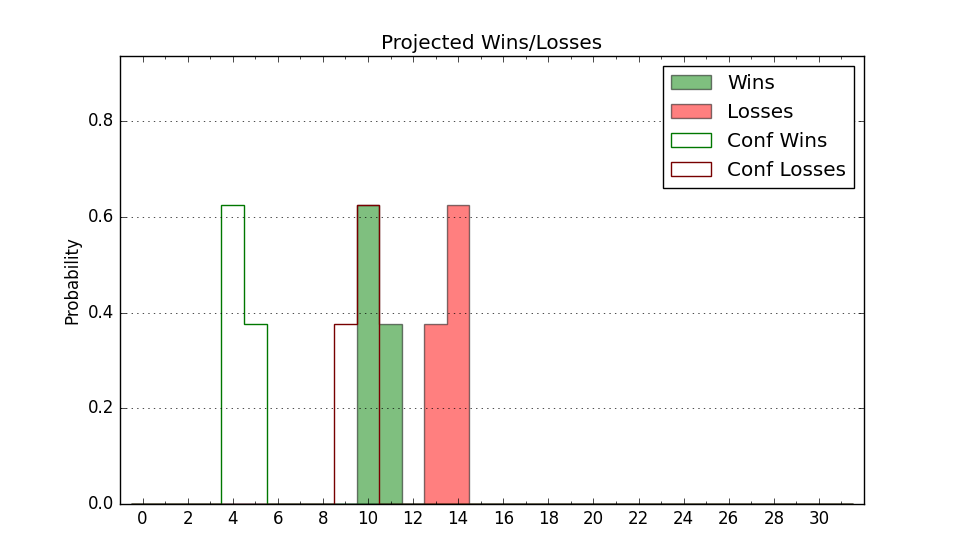 Projected Wins/Losses
Wins
Losses
Conf Wins
Conf Losses
Probability
0.8
0.6
0.4
0.2
0.0
0 2 4 6 8 10 12 14 16 18 20 22 24 26 28 30